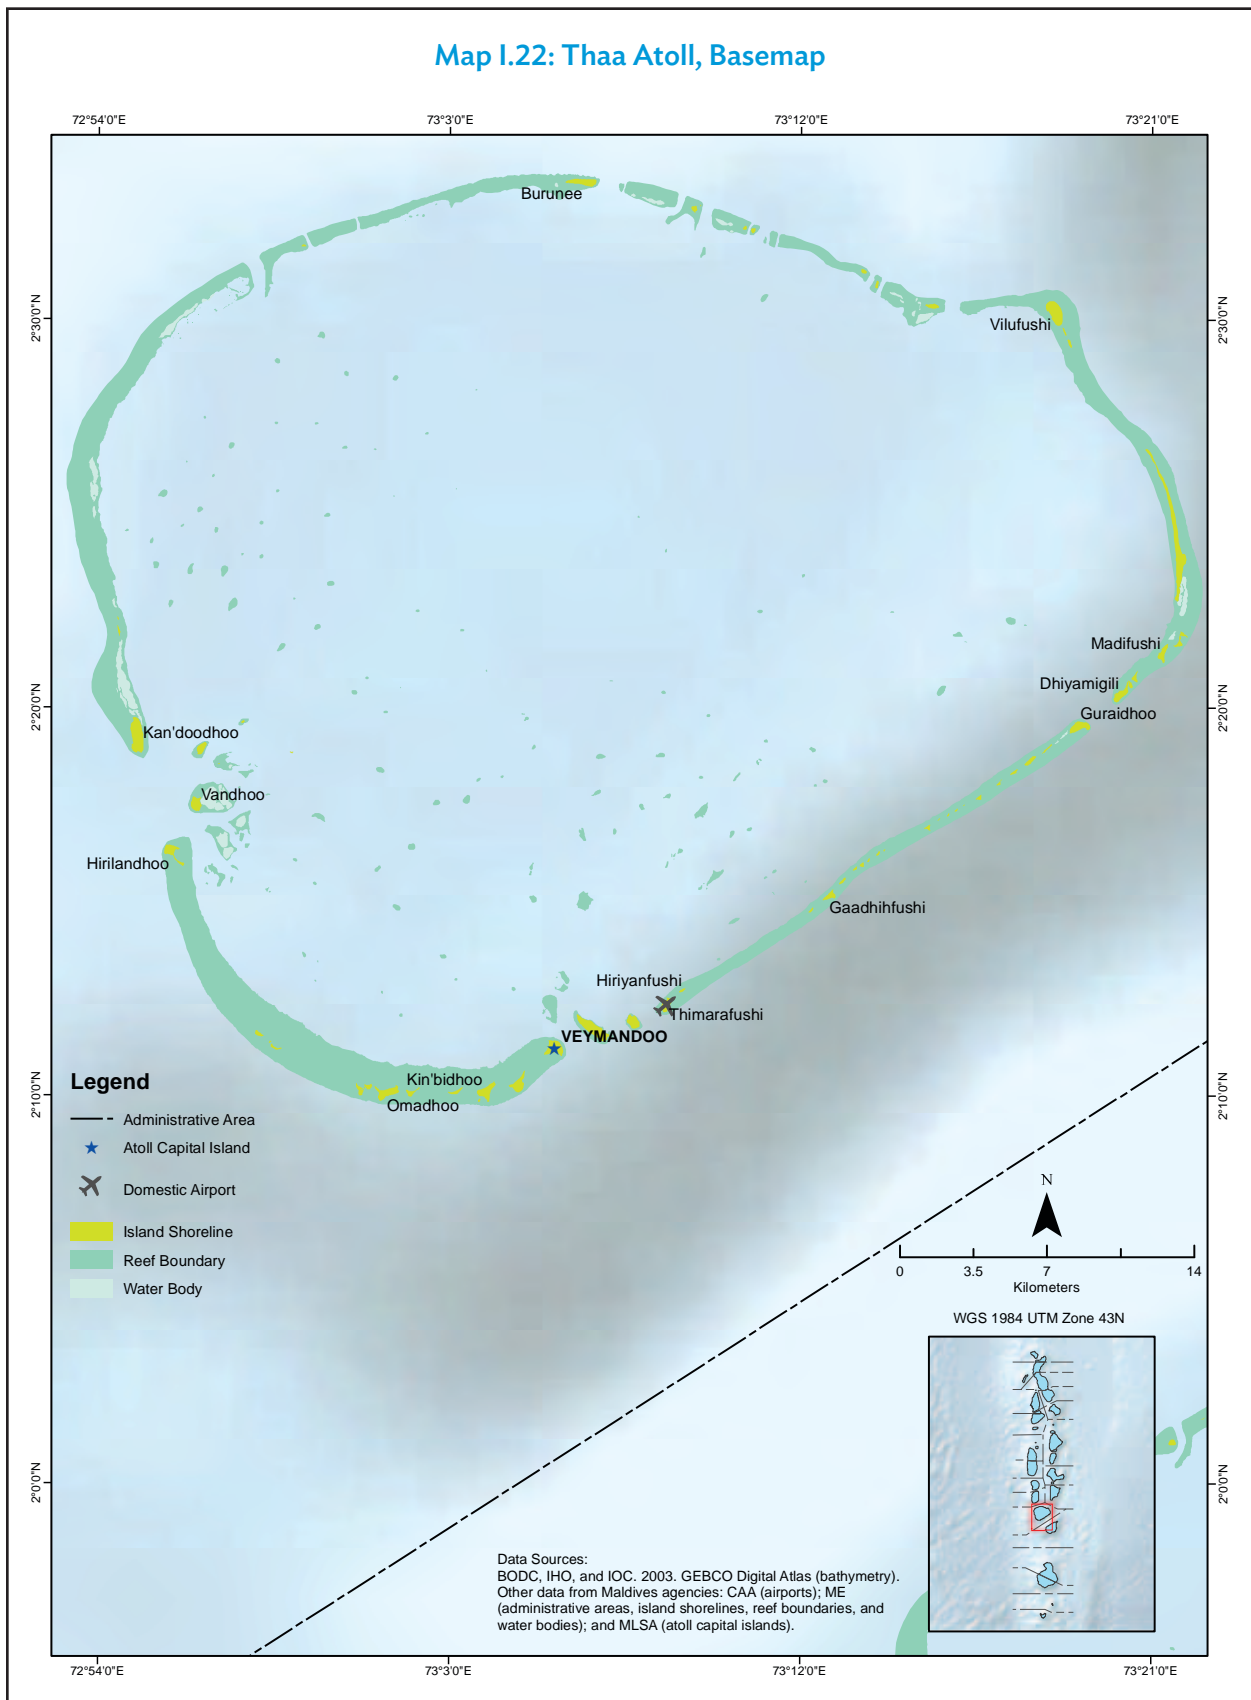 Map I.22: Thaa Atoll, Basemap
72°54'0"E
73°3'0"E
73°12'0"E
73°21'0"E
Burunee
2°30'0"N
2°30'0"N
Vilufushi
Madifushi
Dhiyamigili
2°20'0"N
2°20'0"N
Guraidhoo
Kan'doodhoo
Vandhoo
Hirilandhoo
Gaadhihfushi
Hiriyanfushi
Thimarafushi
VEYMANDOO
Kin'bidhoo
Omadhoo
2°10'0"N
2°10'0"N
Legend
Administrative Area
Atoll Capital Island
Domestic Airport
Island Shoreline
Reef Boundary
Water Body
N
0
3.5
7
14
Kilometers
WGS 1984 UTM Zone 43N
2°0'0"N
2°0'0"N
Data Sources:
BODC, IHO, and IOC. 2003. GEBCO Digital Atlas (bathymetry).
Other data from Maldives agencies: CAA (airports); ME
(administrative areas, island shorelines, reef boundaries, and
water bodies); and MLSA (atoll capital islands).
72°54'0"E
73°3'0"E
73°12'0"E
73°21'0"E